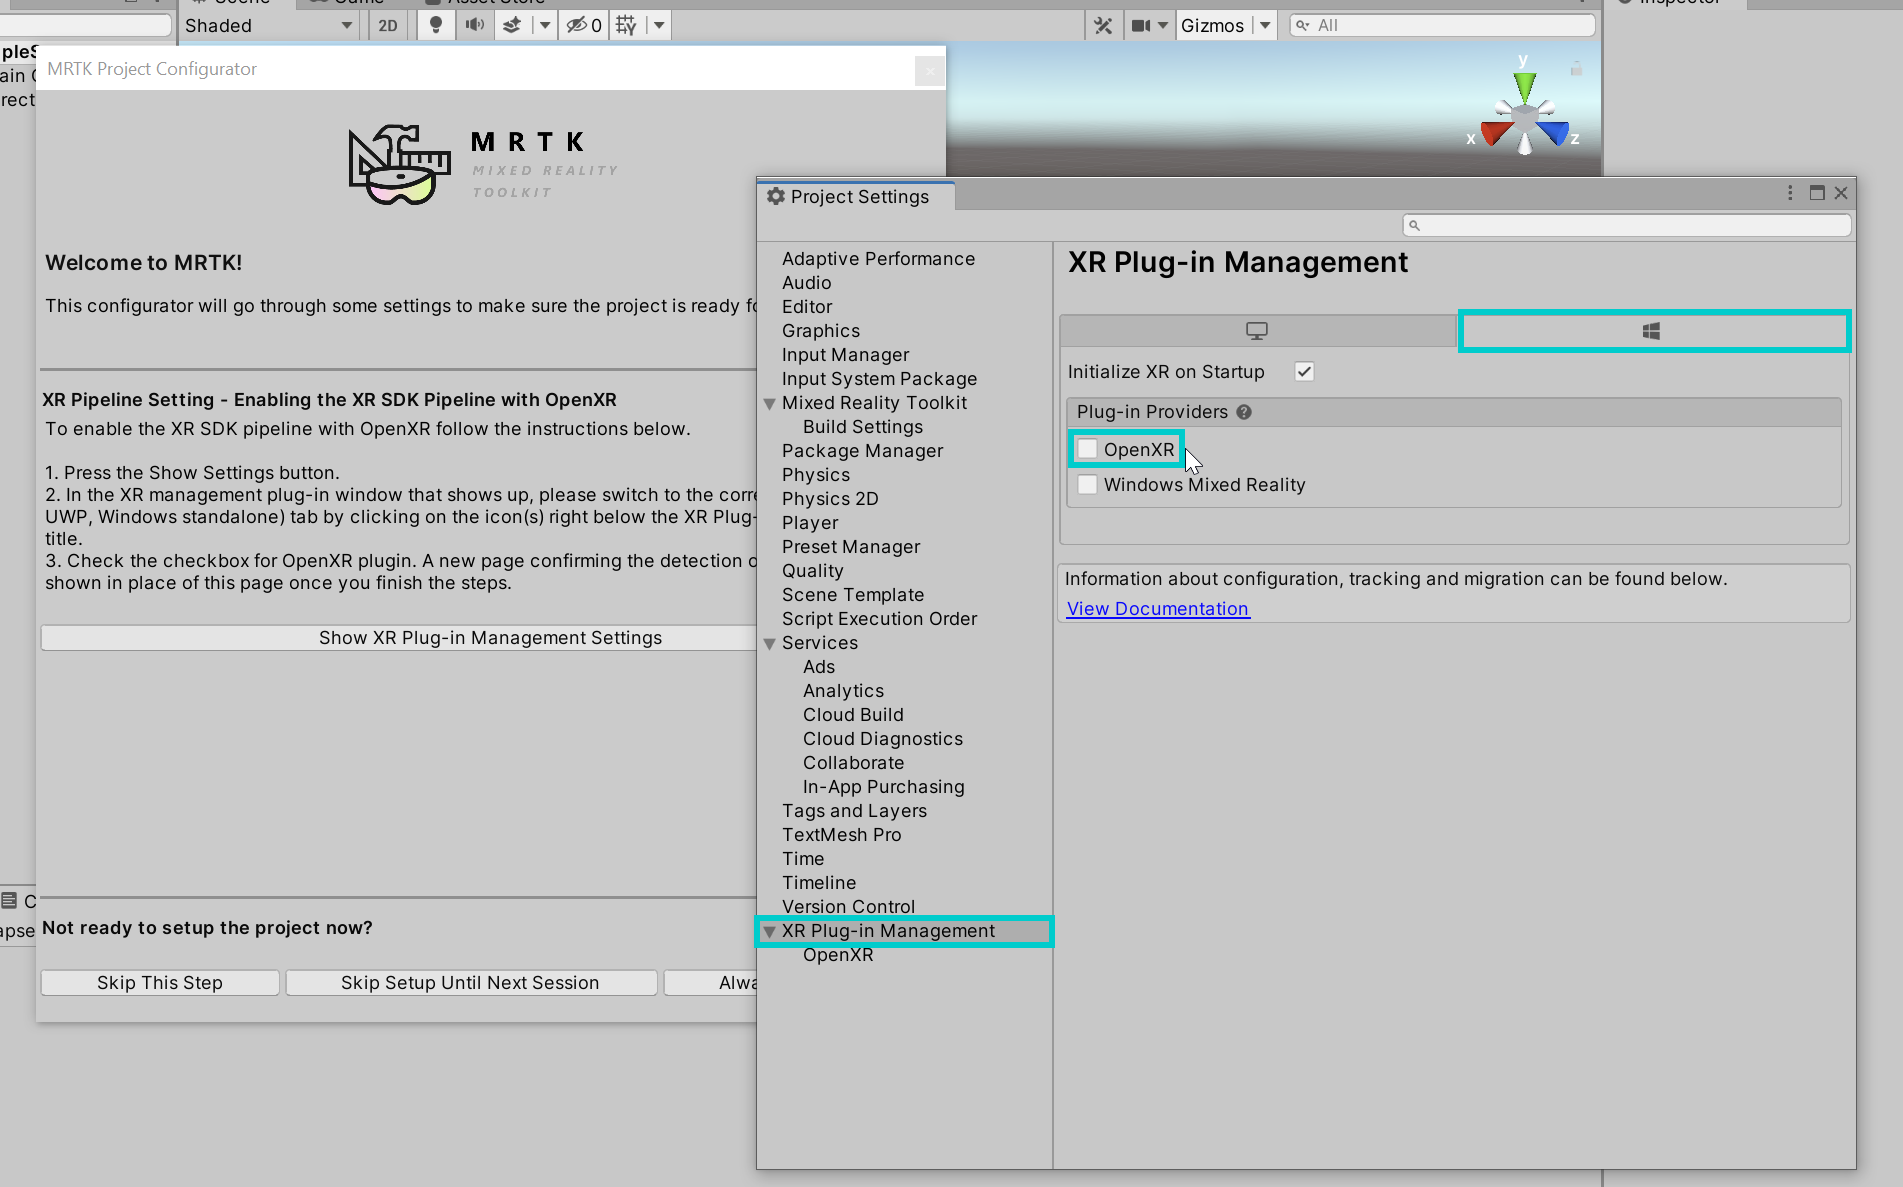 Scene
Game
Asset Store
Inspector
Shaded
2D
0
Gizmos
All
pleS
ain C
rect
y
x
z
MRTK Project Configurator
MRTK
MIXED REALITY
TOOLKIT
Welcome to MRTK!
This configurator will go through some settings to make sure the project is ready fo
XR Pipeline Setting - Enabling the XR SDK Pipeline with OpenXR
To enable the XR SDK pipeline with OpenXR follow the instructions below.
1. Press the Show Settings button.
2. In the XR management plug-in window that shows up, please switch to the corre
UWP, Windows standalone) tab by clicking on the icon(s) right below the XR Plug-
title.
3. Check the checkbox for OpenXR plugin. A new page confirming the detection o
shown in place of this page once you finish the steps.
Show XR Plug-in Management Settings
C
apse
Not ready to setup the project now?
Skip This Step
Skip Setup Until Next Session
Alwa
Project Settings
Adaptive Performance
Audio
Editor
Graphics
Input Manager
Input System Package
Mixed Reality Toolkit
Build Settings
Package Manager
Physics
Physics 2D
Player
Preset Manager
Quality
Scene Template
Script Execution Order
Services
Ads
Analytics
Cloud Build
Cloud Diagnostics
Collaborate
In-App Purchasing
Tags and Layers
TextMesh Pro
Time
Timeline
Version Control
XR Plug-in Management
OpenXR
XR Plug-in Management
Initialize XR on Startup
Plug-in Providers
OpenXR
Windows Mixed Reality
Information about configuration, tracking and migration can be found below.
View Documentation